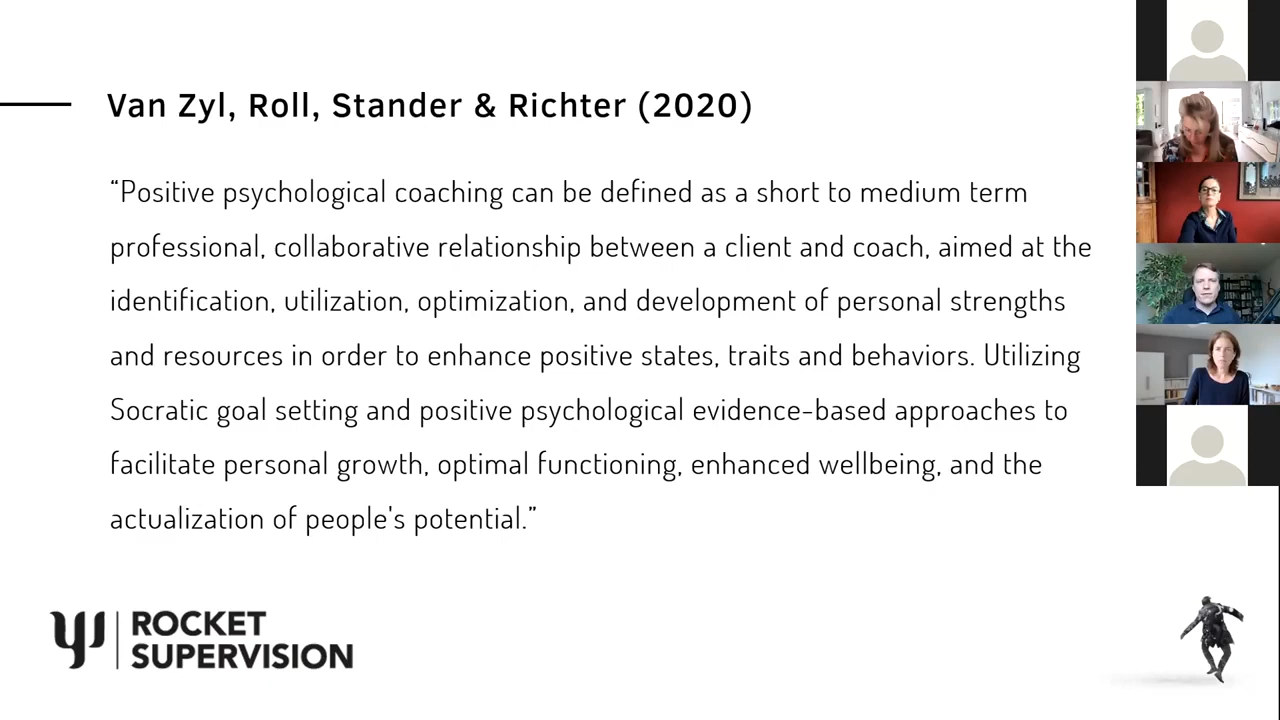 Van Zyl, Roll, Stander & Richter (2020)
“Positive psychological coaching can be defined as a short to medium term
professional, collaborative relationship between a client and coach, aimed at the
identification, utilization, optimization, and development of personal strengths
and resources in order to enhance positive states, traits and behaviors. Utilizing
Socratic goal setting and positive psychological evidence-based approaches to
facilitate personal growth, optimal functioning, enhanced wellbeing, and the
actualization of people's potential.”
ROCKET
SUPERVISION